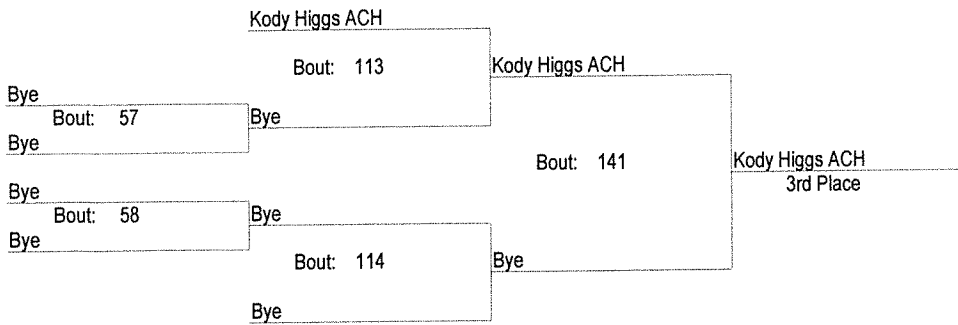 Kody Higgs ACH
Bout: 113
Kody Higgs ACH
Bye
Bout: 57
Bye
Bye
Bout: 141
Kody Higgs ACH
3rd Place
Bye
Bout: 58
Bye
Bye
Bout: 114
Bye
Bye